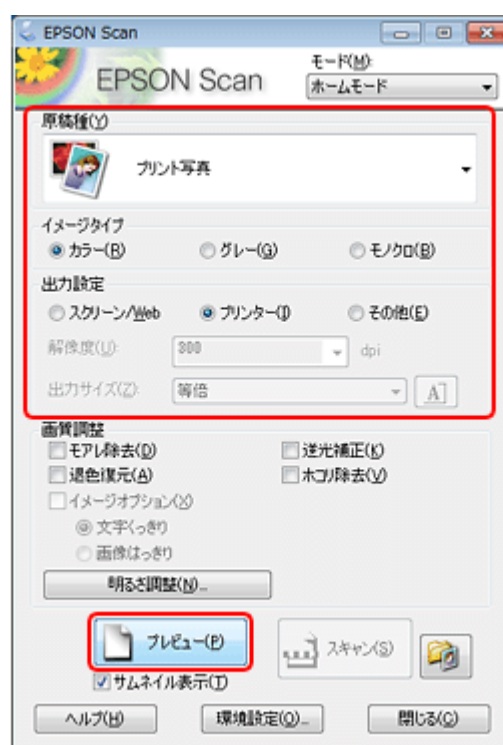 EPSON Scan
EPSON Scan
モード(M):
ホームモード
原稿種(Y)
プリント写真
イメージタイプ
カラー(R) グレー(G) モノクロ(B)
出力設定
スクリーン/Web プリンター(I) その他(E)
解像度(U): 300 dpi
出力サイズ(Z): 等倍 A
画質調整
モアレ除去(D) 逆光補正(K)
退色復元(A) ホコリ除去(V)
イメージオプション(X)
文字くっきり
画像はっきり
明るさ調整(N)...
プレビュー(P) スキャン(S)
サムネイル表示(T)
ヘルプ(H) 環境設定(O)... 閉じる(C)